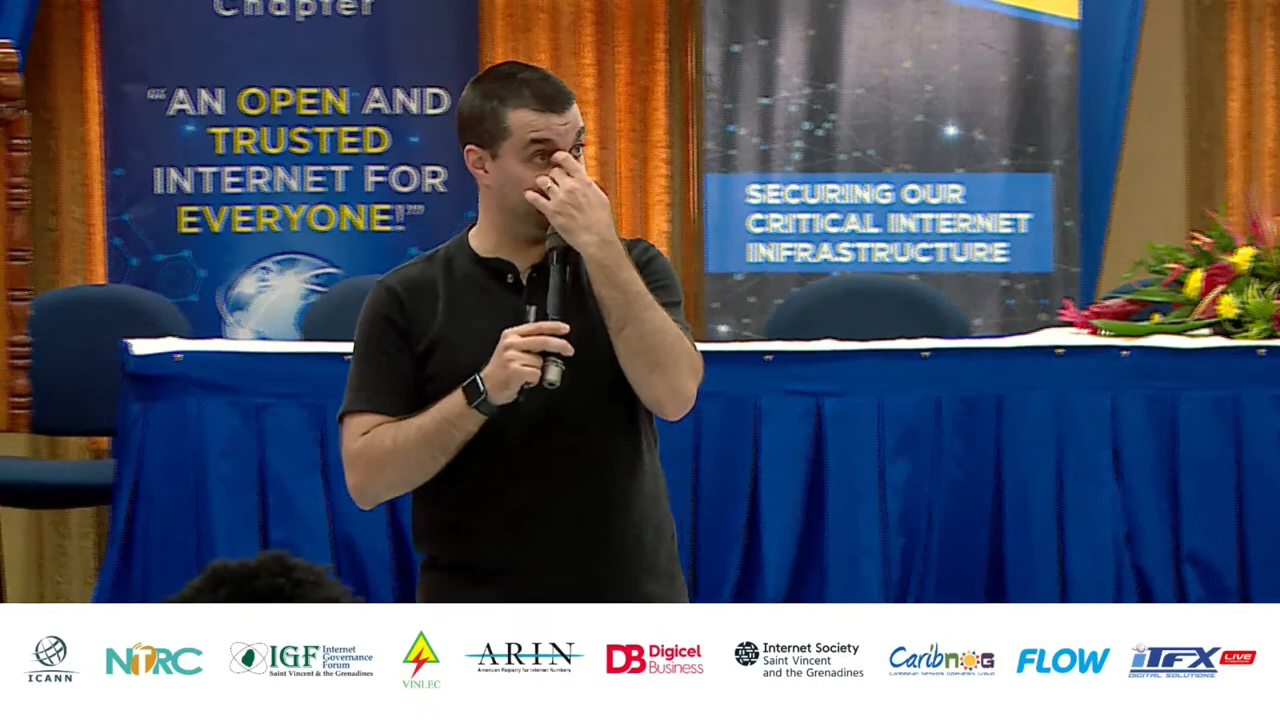 Chapter
“AN OPEN AND
TRUSTED
INTERNET FOR
EVERYONE!”
SECURING OUR
CRITICAL INTERNET
INFRASTRUCTURE
ICANN
NTRC
IGF Internet
Governance
Forum
Saint Vincent & the Grenadines
VINLEC
ARIN
American Registry for Internet Numbers
DB Digicel
Business
Internet Society
Saint Vincent
and the Grenadines
CaribNOG
Caribbean Network Operators Group
FLOW
iTFX LIVE
DIGITAL SOLUTIONS